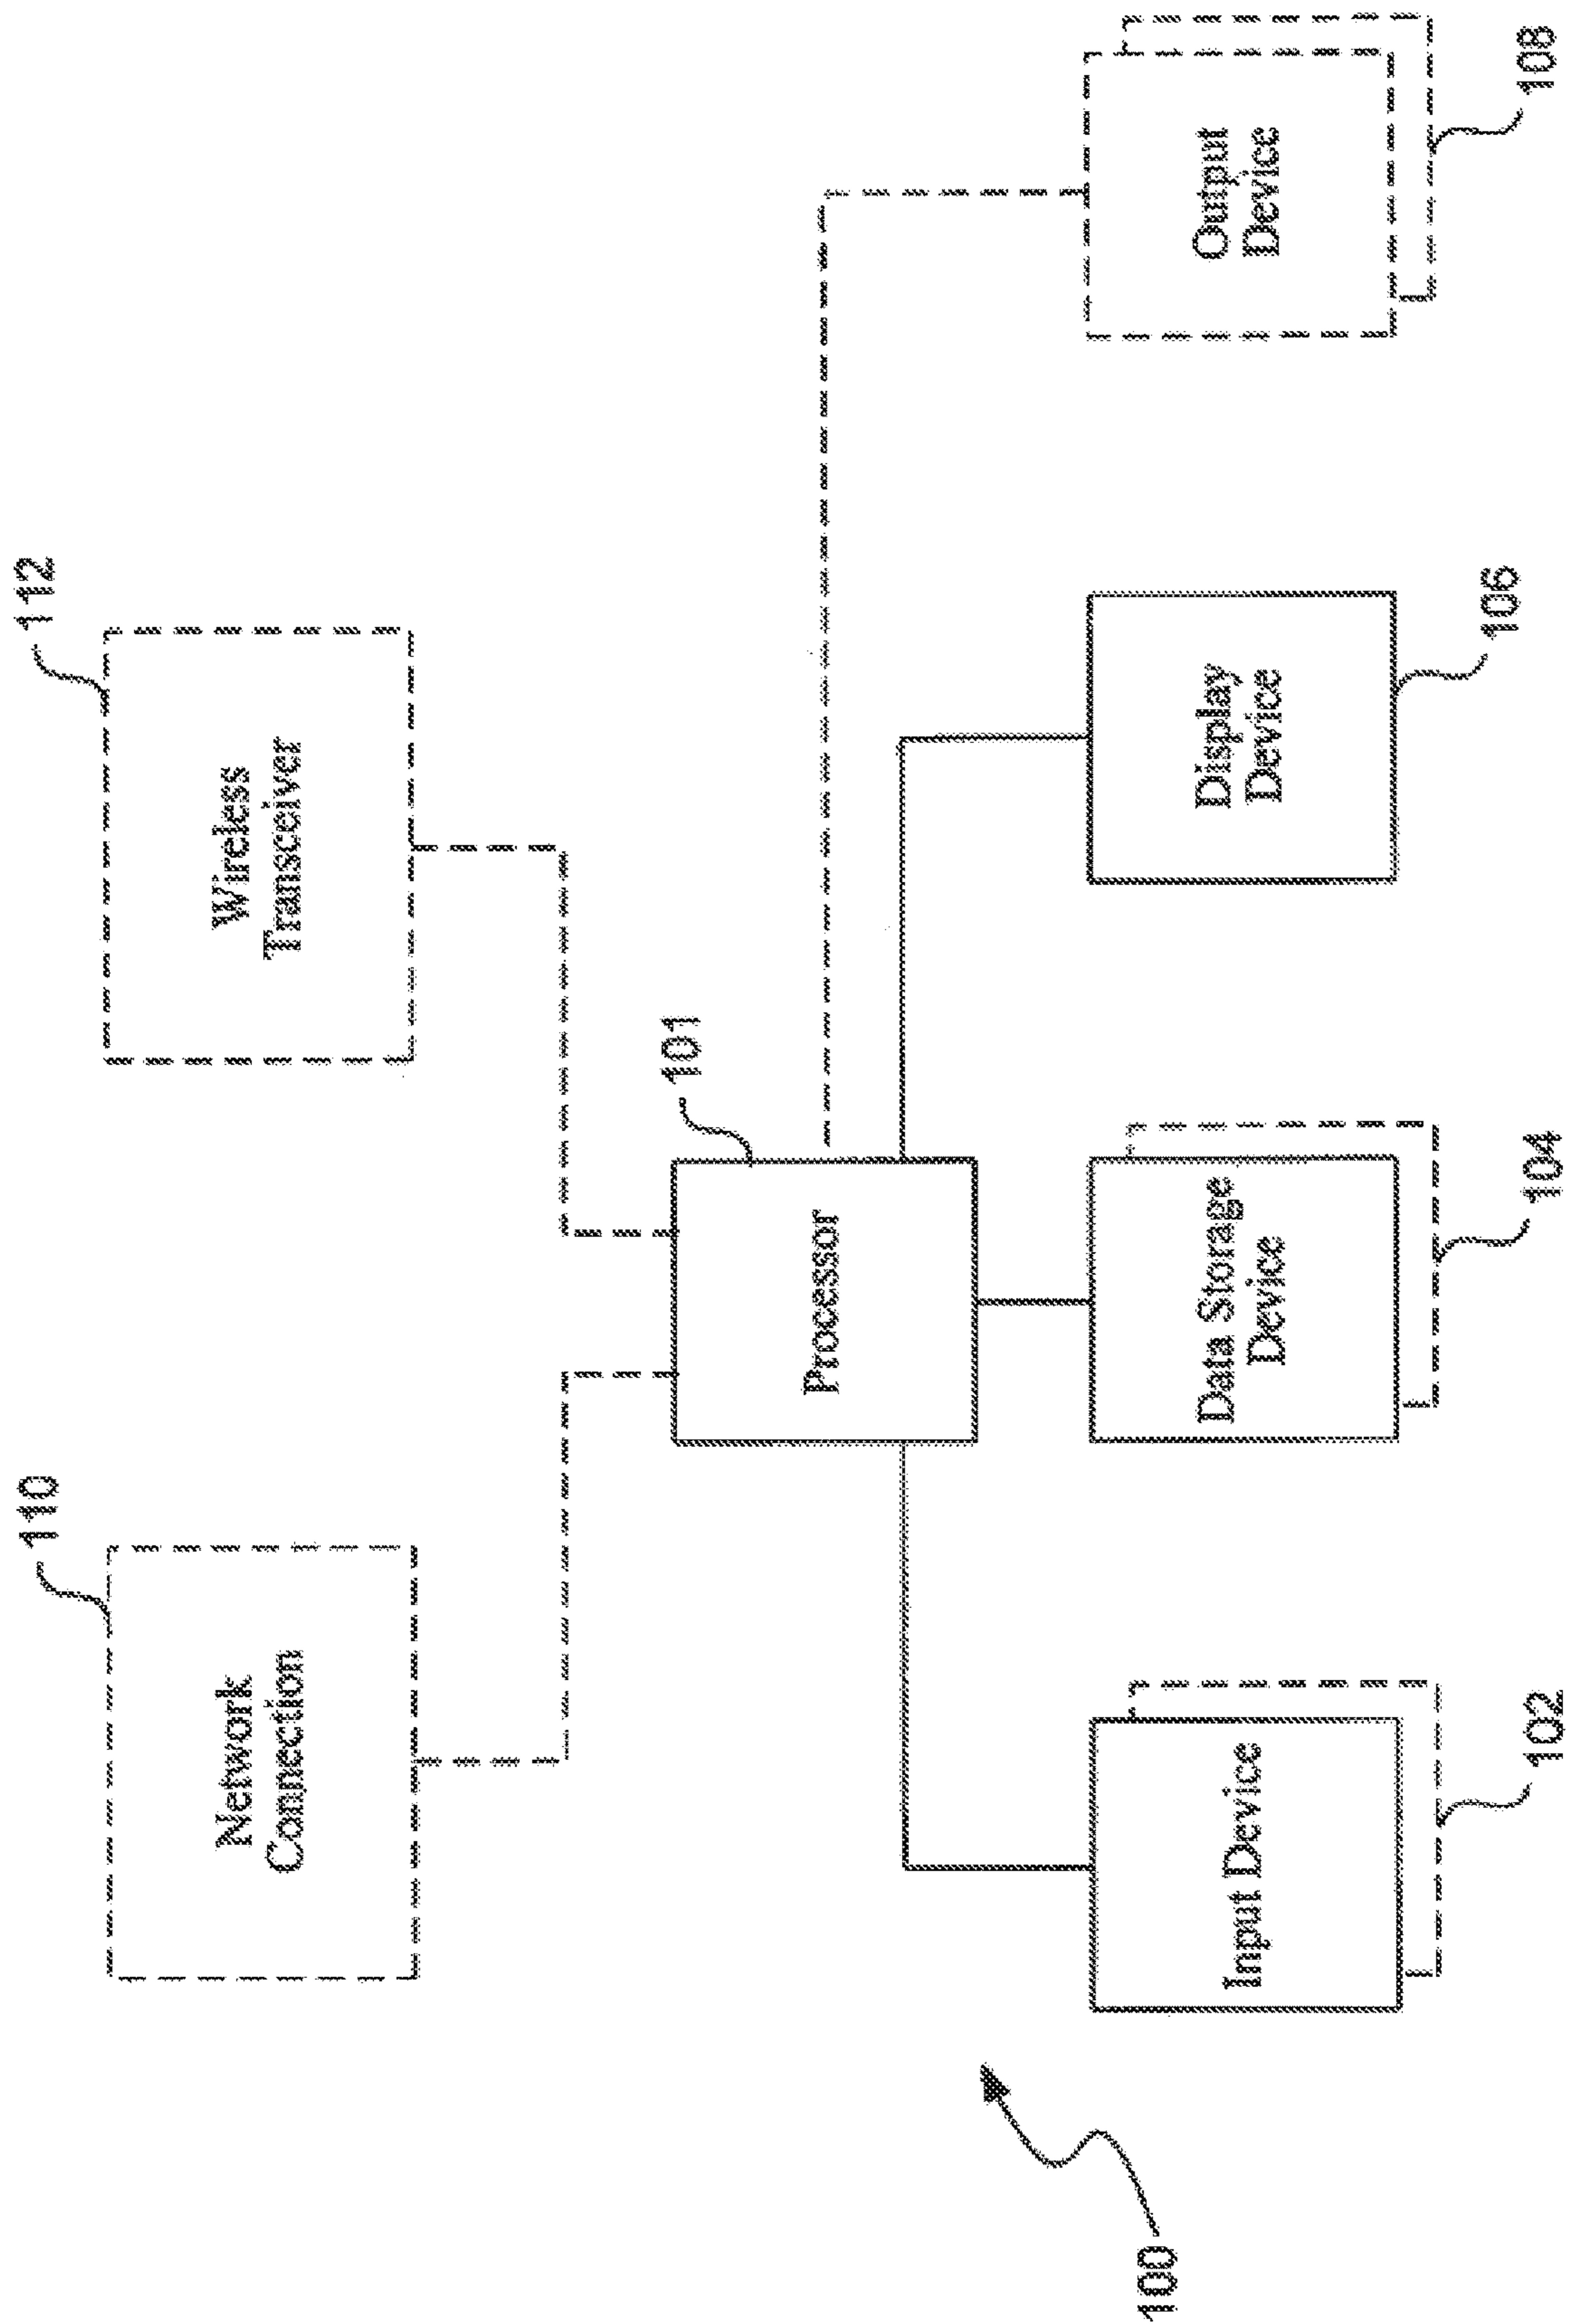 110
112
Network
Connection
Wireless
Transceiver
101
Processor
100
Input Device
Data Storage
Device
Display
Device
Output
Device
102
104
106
108